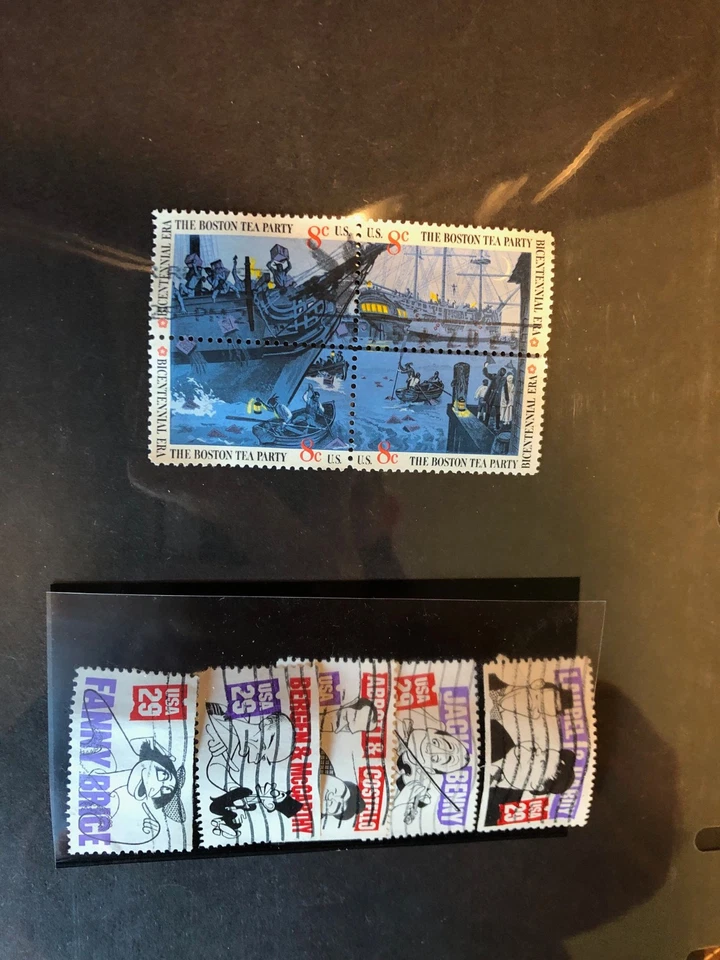 THE BOSTON TEA PARTY 8c U.S.
BICENTENNIAL ERA
U.S. 8c THE BOSTON TEA PARTY
BICENTENNIAL ERA
BICENTENNIAL ERA
THE BOSTON TEA PARTY 8c U.S.
BICENTENNIAL ERA
U.S. 8c THE BOSTON TEA PARTY
FANNY BRICE
USA
29
BERGEN & McCARTHY
USA
29
ABBOTT & COSTELLO
USA
JACK BENNY
USA
29
USA